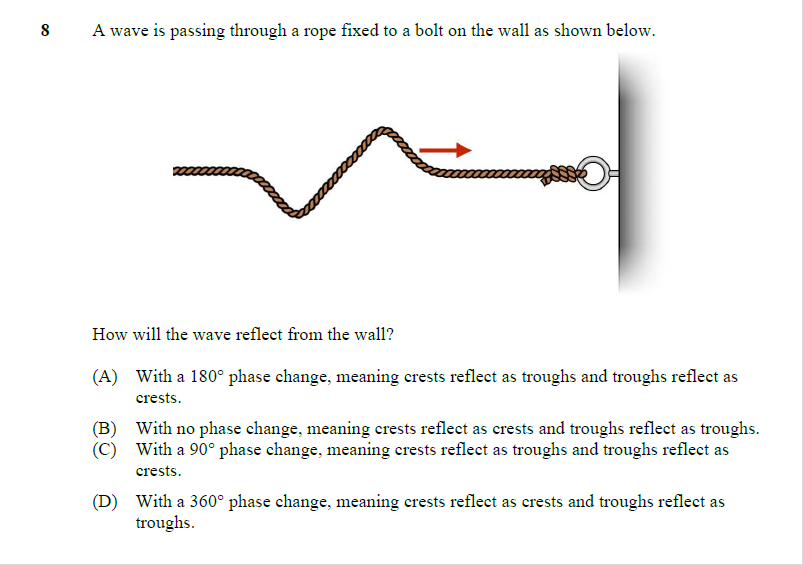 8 A wave is passing through a rope fixed to a bolt on the wall as shown below.
How will the wave reflect from the wall?
(A) With a 180° phase change, meaning crests reflect as troughs and troughs reflect as
crests.
(B) With no phase change, meaning crests reflect as crests and troughs reflect as troughs.
(C) With a 90° phase change, meaning crests reflect as troughs and troughs reflect as
crests.
(D) With a 360° phase change, meaning crests reflect as crests and troughs reflect as
troughs.